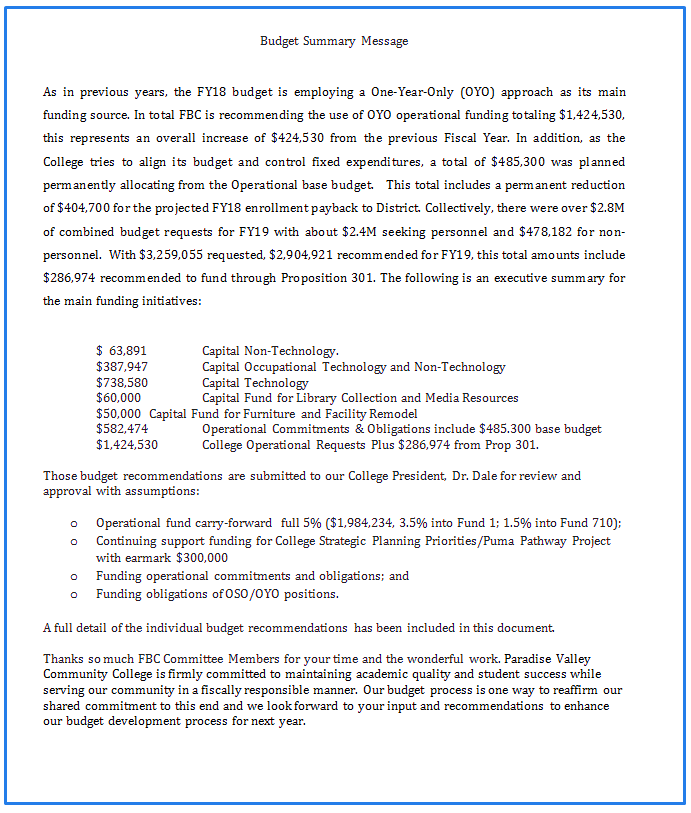 Budget Summary Message
As in previous years, the FY18 budget is employing a One-Year-Only (OYO) approach as its main
funding source. In total FBC is recommending the use of OYO operational funding totaling $1,424,530,
this represents an overall increase of $424,530 from the previous Fiscal Year. In addition, as the
College tries to align its budget and control fixed expenditures, a total of $485,300 was planned
permanently allocating from the Operational base budget. This total includes a permanent reduction
of $404,700 for the projected FY18 enrollment payback to District. Collectively, there were over $2.8M
of combined budget requests for FY19 with about $2.4M seeking personnel and $478,182 for non-
personnel. With $3,259,055 requested, $2,904,921 recommended for FY19, this total amounts include
$286,974 recommended to fund through Proposition 301. The following is an executive summary for
the main funding initiatives:
$ 63,891 Capital Non-Technology.
$387,947 Capital Occupational Technology and Non-Technology
$738,580 Capital Technology
$60,000 Capital Fund for Library Collection and Media Resources
$50,000 Capital Fund for Furniture and Facility Remodel
$582,474 Operational Commitments & Obligations include $485.300 base budget
$1,424,530 College Operational Requests Plus $286,974 from Prop 301.
Those budget recommendations are submitted to our College President, Dr. Dale for review and
approval with assumptions:
o Operational fund carry-forward full 5% ($1,984,234, 3.5% into Fund 1; 1.5% into Fund 710);
o Continuing support funding for College Strategic Planning Priorities/Puma Pathway Project
with earmark $300,000
o Funding operational commitments and obligations; and
o Funding obligations of OSO/OYO positions.
A full detail of the individual budget recommendations has been included in this document.
Thanks so much FBC Committee Members for your time and the wonderful work. Paradise Valley
Community College is firmly committed to maintaining academic quality and student success while
serving our community in a fiscally responsible manner. Our budget process is one way to reaffirm our
shared commitment to this end and we look forward to your input and recommendations to enhance
our budget development process for next year.